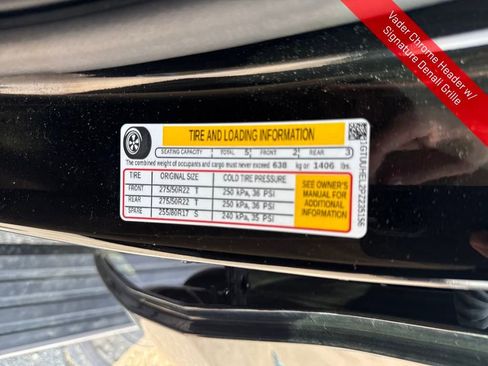 Vader Chrome Header w/
Signature Denali Grille
TIRE AND LOADING INFORMATION
SEATING CAPACITY TOTAL 5 FRONT 2 REAR 3
The combined weight of occupants and cargo must never exceed 638 kg or 1406 lbs.
TIRE ORIGINAL SIZE COLD TIRE PRESSURE
FRONT 275/50R22 T 250 kPa, 36 PSI
REAR 275/50R22 T 250 kPa, 36 PSI
SPARE 255/80R17 S 240 kPa, 35 PSI
SEE OWNER'S
MANUAL FOR
ADDITIONAL
INFORMATION